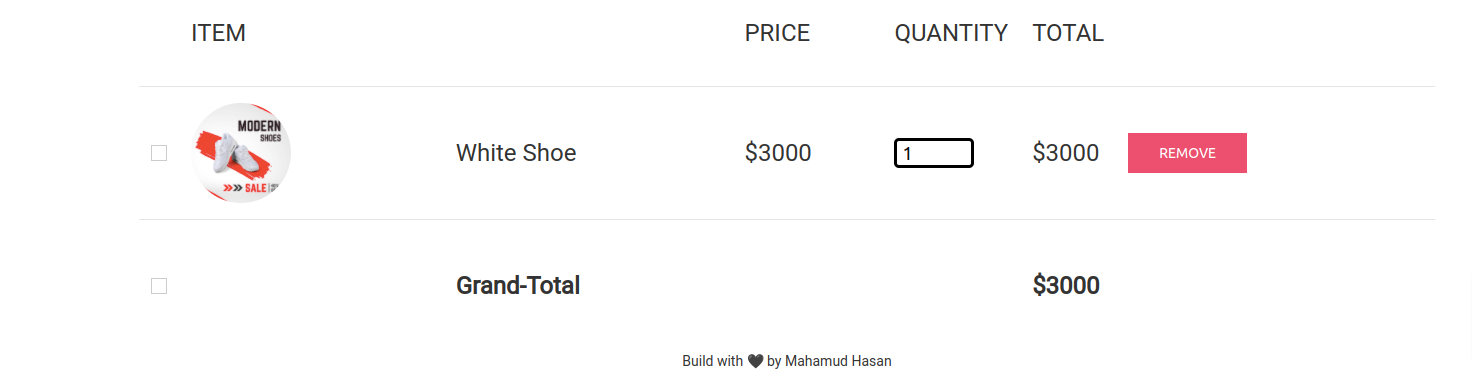 ITEM PRICE QUANTITY TOTAL
MODERN
SHOES
SALE
White Shoe $3000 1 $3000 REMOVE
Grand-Total $3000
Build with 🖤 by Mahamud Hasan